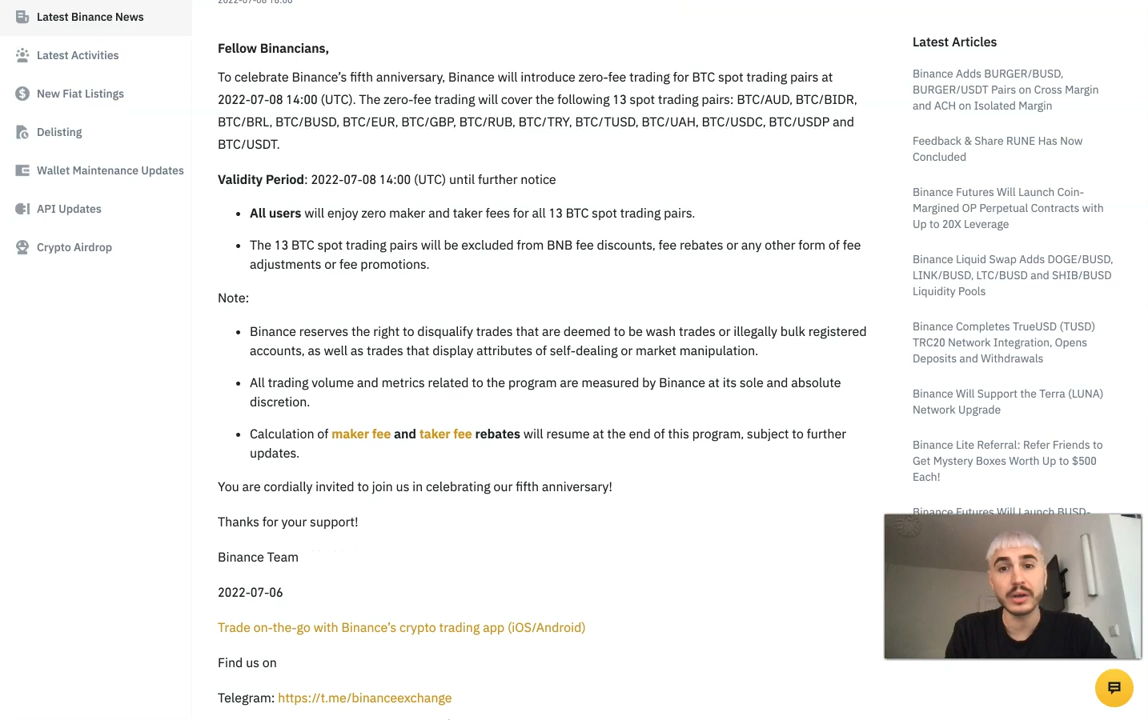 2022-07-08 18:00
Latest Binance News
Latest Activities
New Fiat Listings
Delisting
Wallet Maintenance Updates
API Updates
Crypto Airdrop
Fellow Binancians,
To celebrate Binance's fifth anniversary, Binance will introduce zero-fee trading for BTC spot trading pairs at
2022-07-08 14:00 (UTC). The zero-fee trading will cover the following 13 spot trading pairs: BTC/AUD, BTC/BIDR,
BTC/BRL, BTC/BUSD, BTC/EUR, BTC/GBP, BTC/RUB, BTC/TRY, BTC/TUSD, BTC/UAH, BTC/USDC, BTC/USDP and
BTC/USDT.
Validity Period: 2022-07-08 14:00 (UTC) until further notice
• All users will enjoy zero maker and taker fees for all 13 BTC spot trading pairs.
• The 13 BTC spot trading pairs will be excluded from BNB fee discounts, fee rebates or any other form of fee
adjustments or fee promotions.
Note:
• Binance reserves the right to disqualify trades that are deemed to be wash trades or illegally bulk registered
accounts, as well as trades that display attributes of self-dealing or market manipulation.
• All trading volume and metrics related to the program are measured by Binance at its sole and absolute
discretion.
• Calculation of maker fee and taker fee rebates will resume at the end of this program, subject to further
updates.
You are cordially invited to join us in celebrating our fifth anniversary!
Thanks for your support!
Binance Team
2022-07-06
Trade on-the-go with Binance's crypto trading app (iOS/Android)
Find us on
Telegram: https://t.me/binanceexchange
Latest Articles
Binance Adds BURGER/BUSD,
BURGER/USDT Pairs on Cross Margin
and ACH on Isolated Margin
Feedback & Share RUNE Has Now
Concluded
Binance Futures Will Launch Coin-
Margined OP Perpetual Contracts with
Up to 20X Leverage
Binance Liquid Swap Adds DOGE/BUSD,
LINK/BUSD, LTC/BUSD and SHIB/BUSD
Liquidity Pools
Binance Completes TrueUSD (TUSD)
TRC20 Network Integration, Opens
Deposits and Withdrawals
Binance Will Support the Terra (LUNA)
Network Upgrade
Binance Lite Referral: Refer Friends to
Get Mystery Boxes Worth Up to $500
Each!
Binance Futures Will Launch BUSD-